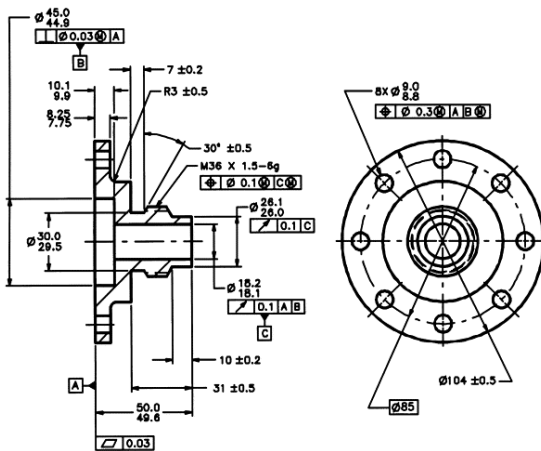 Ø 45.0
44.9
⊥ Ø 0.03 Ⓜ A
B
7 ±0.2
10.1
9.9
R3 ±0.5
8.25
7.75
30° ±0.5
M36 X 1.5-6g
⌖ Ø 0.1 Ⓜ C Ⓜ
Ø 26.1
26.0
↗ 0.1 C
Ø 30.0
29.5
Ø 18.2
18.1
↗ 0.1 A B
C
10 ±0.2
A
31 ±0.5
50.0
49.6
▱ 0.03
8X Ø 9.0
8.8
⌖ Ø 0.3 Ⓜ A B Ⓜ
Ø104 ±0.5
Ø85